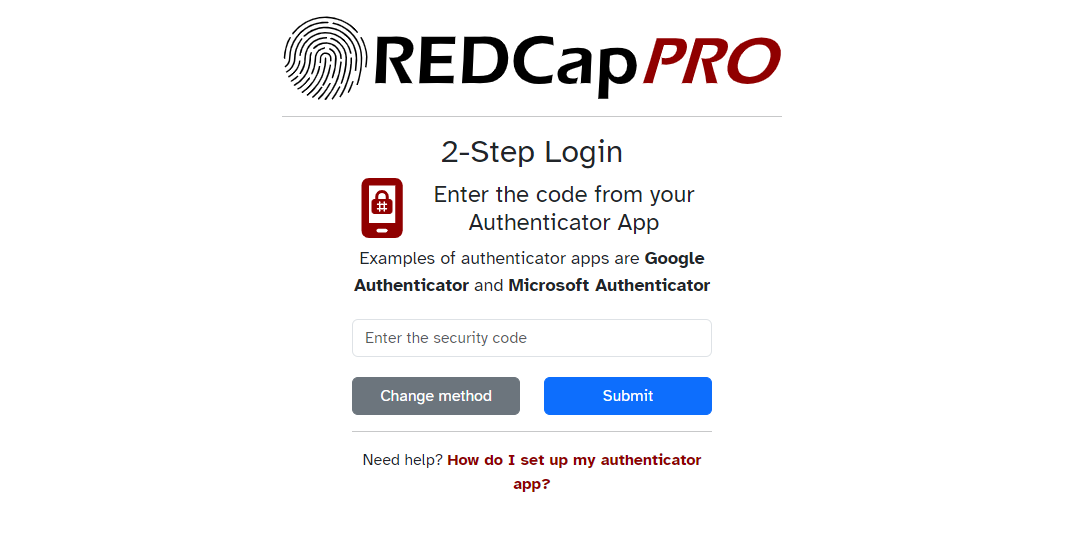 REDCapPRO
2-Step Login
Enter the code from your
Authenticator App
Examples of authenticator apps are Google
Authenticator and Microsoft Authenticator
Enter the security code
Change method
Submit
Need help? How do I set up my authenticator
app?